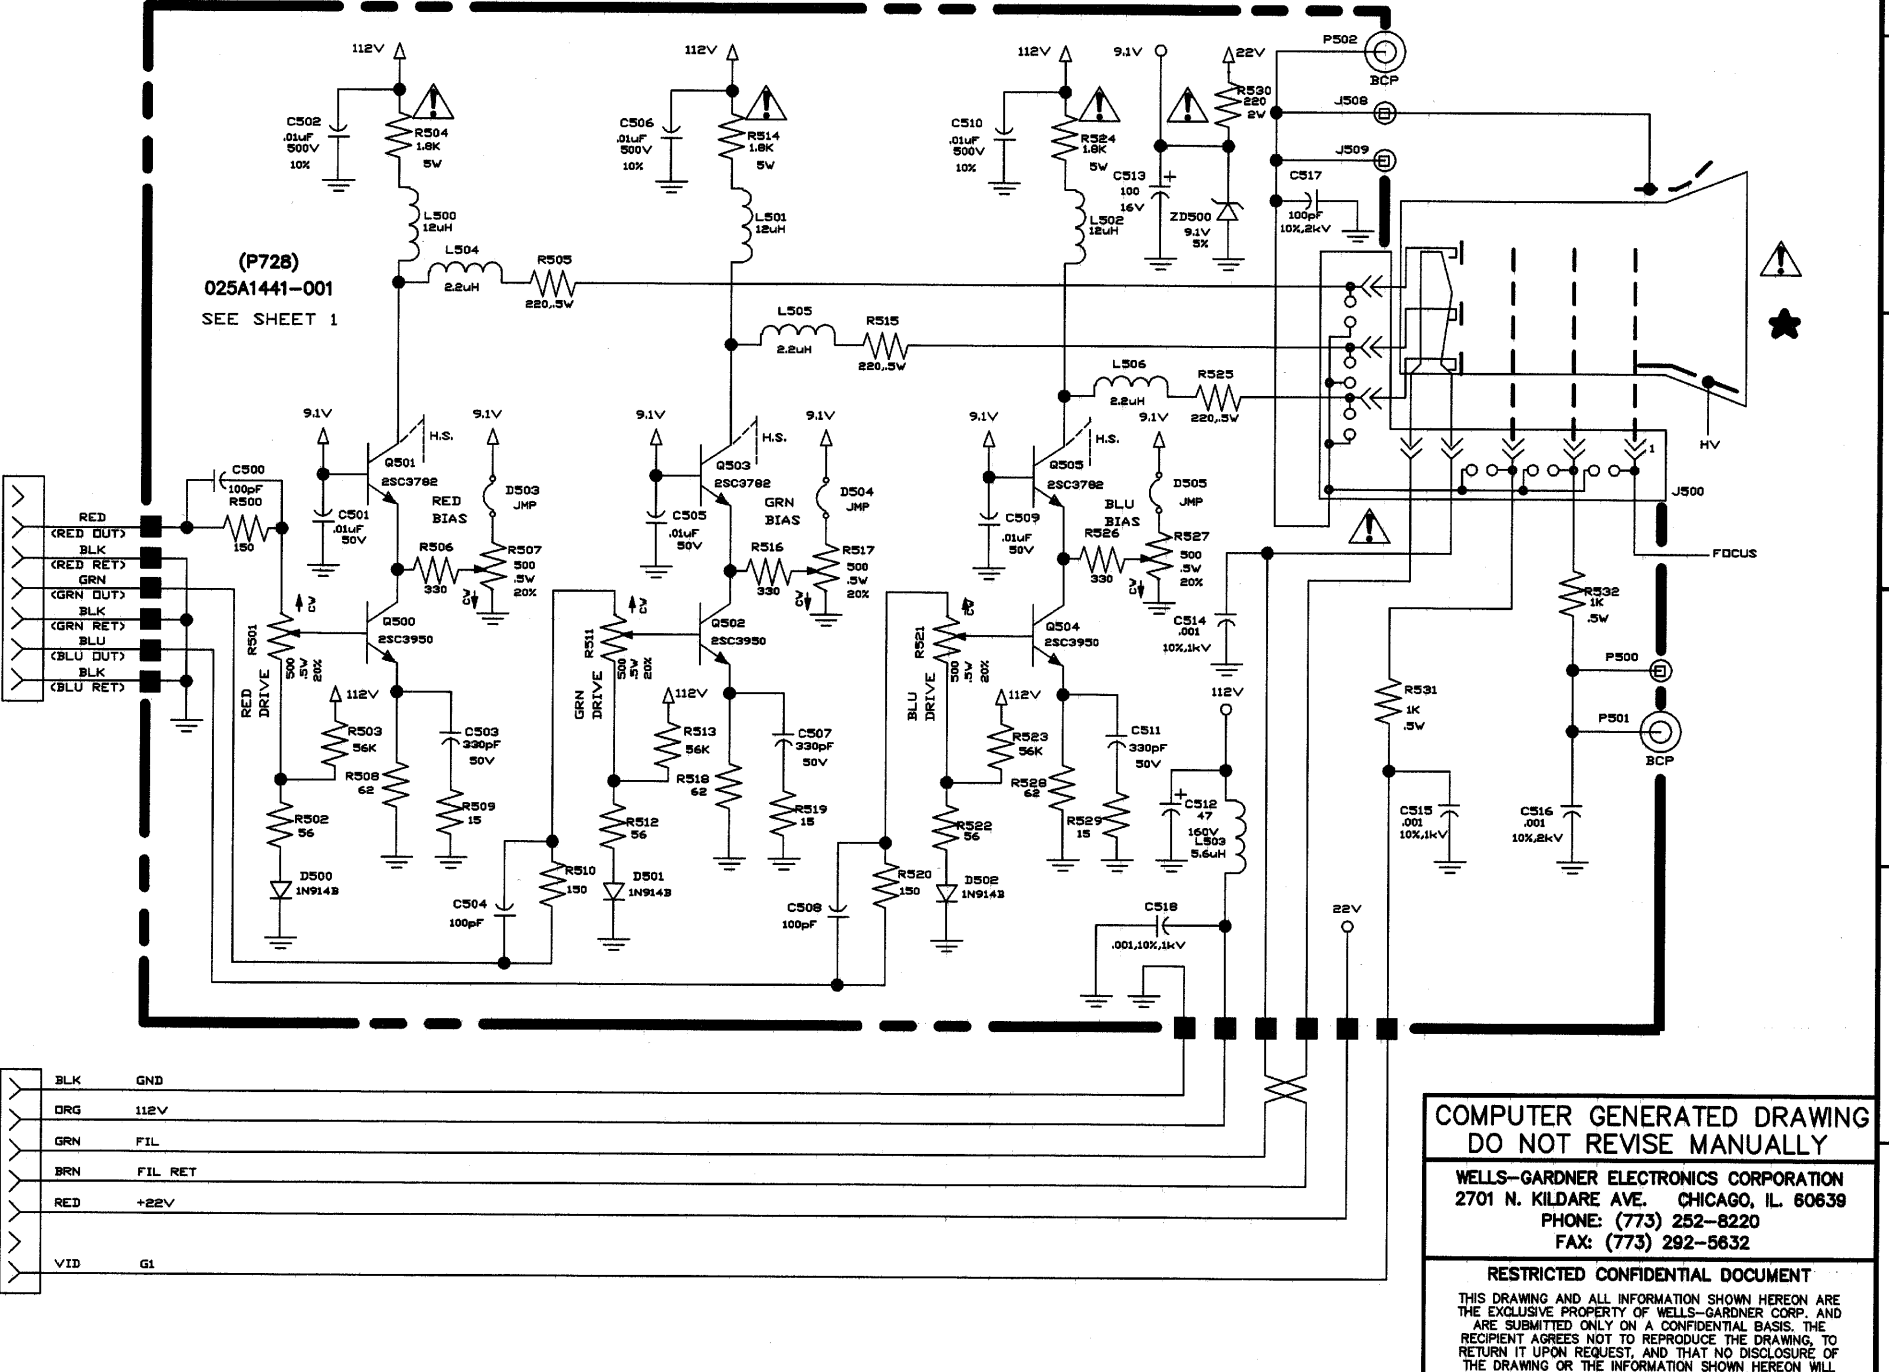 P502
112V
112V
112V
9.1V
22V
BCP
R530
220
2W
J508
C502
.01uF
500V
10%
R504
1.8K
5W
C506
.01uF
500V
10%
R514
1.8K
5W
C510
.01uF
500V
10%
R524
1.8K
5W
J509
C513
100
16V
C517
100pF
10%,2kV
ZD500
9.1V
5%
L500
12uH
L501
12uH
L502
12uH
(P728)
025A1441-001
SEE SHEET 1
L504
2.2uH
R505
220,.5W
L505
2.2uH
R515
220,.5W
L506
2.2uH
R525
220,.5W
9.1V
H.S.
9.1V
9.1V
H.S.
9.1V
9.1V
H.S.
9.1V
HV
1
J500
Q501
2SC3782
Q503
2SC3782
Q505
2SC3782
C500
100pF
R500
150
C501
.01uF
50V
RED
BIAS
D503
JMP
C505
.01uF
50V
GRN
BIAS
D504
JMP
C509
.01uF
50V
BLU
BIAS
D505
JMP
RED
(RED OUT)
BLK
(RED RET)
GRN
(GRN OUT)
BLK
(GRN RET)
BLU
(BLU OUT)
BLK
(BLU RET)
R506
330
R507
500
.5W
20%
CW
R516
330
R517
500
.5W
20%
CW
R526
330
R527
500
.5W
20%
CW
FOCUS
R532
1K
.5W
CW
R501
500
.5W
20%
RED
DRIVE
Q500
2SC3950
CW
R511
500
.5W
20%
GRN
DRIVE
Q502
2SC3950
CW
R521
500
.5W
20%
BLU
DRIVE
Q504
2SC3950
C514
.001
10%,1kV
P500
112V
112V
112V
112V
R531
1K
.5W
P501
BCP
R503
56K
C503
330pF
50V
R513
56K
C507
330pF
50V
R523
56K
C511
330pF
50V
R508
62
R509
15
R518
62
R519
15
R528
62
R529
15
R502
56
R512
56
R522
56
C512
47
160V
L503
5.6uH
C515
.001
10%,1kV
C516
.001
10%,2kV
D500
1N914B
R510
150
D501
1N914B
R520
150
D502
1N914B
C504
100pF
C508
100pF
C518
.001,10%,1kV
22V
BLK GND
ORG 112V
GRN FIL
BRN FIL RET
RED +22V
VID G1
COMPUTER GENERATED DRAWING
DO NOT REVISE MANUALLY
WELLS-GARDNER ELECTRONICS CORPORATION
2701 N. KILDARE AVE. CHICAGO, IL. 60639
PHONE: (773) 252-8220
FAX: (773) 292-5632
RESTRICTED CONFIDENTIAL DOCUMENT
THIS DRAWING AND ALL INFORMATION SHOWN HEREON ARE
THE EXCLUSIVE PROPERTY OF WELLS-GARDNER CORP. AND
ARE SUBMITTED ONLY ON A CONFIDENTIAL BASIS. THE
RECIPIENT AGREES NOT TO REPRODUCE THE DRAWING, TO
RETURN IT UPON REQUEST, AND THAT NO DISCLOSURE OF
THE DRAWING OR THE INFORMATION SHOWN HEREON WILL